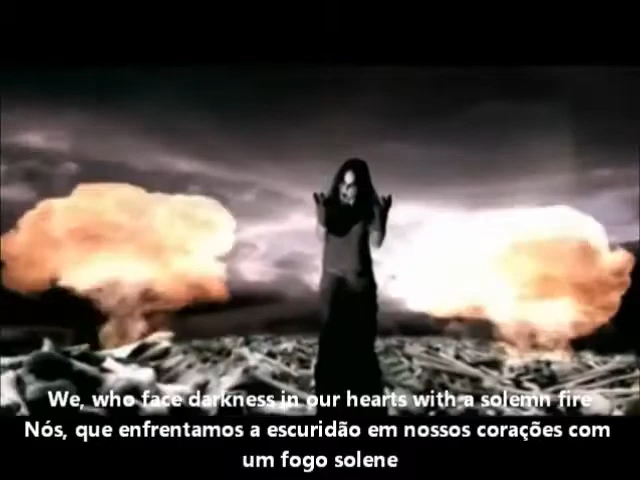 We, who face darkness in our hearts with a solemn fire
Nós, que enfrentamos a escuridão em nossos corações com
um fogo solene